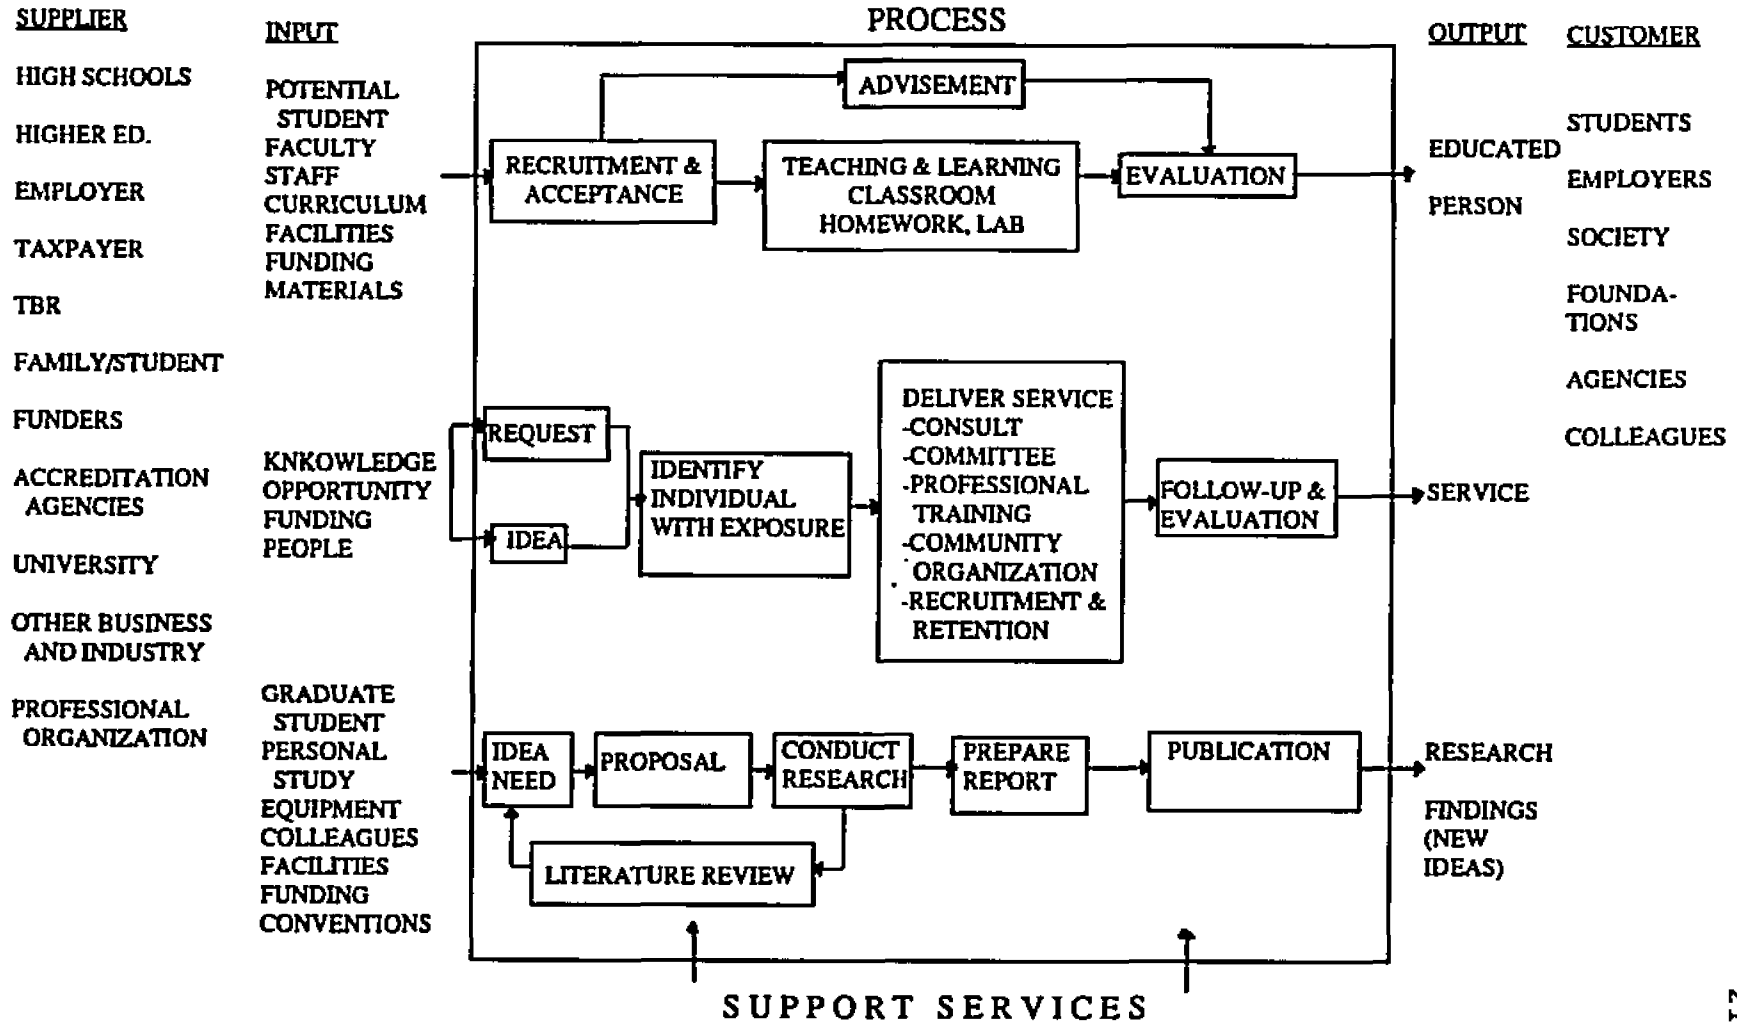 SUPPLIER
HIGH SCHOOLS
HIGHER ED.
EMPLOYER
TAXPAYER
TBR
FAMILY/STUDENT
FUNDERS
ACCREDITATION
AGENCIES
UNIVERSITY
OTHER BUSINESS
AND INDUSTRY
PROFESSIONAL
ORGANIZATION
INPUT
POTENTIAL
STUDENT
FACULTY
STAFF
CURRICULUM
FACILITIES
FUNDING
MATERIALS
KNKOWLEDGE
OPPORTUNITY
FUNDING
PEOPLE
GRADUATE
STUDENT
PERSONAL
STUDY
EQUIPMENT
COLLEAGUES
FACILITIES
FUNDING
CONVENTIONS
PROCESS
ADVISEMENT
RECRUITMENT &
ACCEPTANCE
TEACHING & LEARNING
CLASSROOM
HOMEWORK, LAB
EVALUATION
REQUEST
IDEA
IDENTIFY
INDIVIDUAL
WITH EXPOSURE
DELIVER SERVICE
-CONSULT
-COMMITTEE
-PROFESSIONAL
TRAINING
-COMMUNITY
ORGANIZATION
-RECRUITMENT &
RETENTION
FOLLOW-UP &
EVALUATION
IDEA
NEED
PROPOSAL
CONDUCT
RESEARCH
PREPARE
REPORT
PUBLICATION
LITERATURE REVIEW
SUPPORT SERVICES
OUTPUT
EDUCATED
PERSON
SERVICE
RESEARCH
FINDINGS
(NEW
IDEAS)
CUSTOMER
STUDENTS
EMPLOYERS
SOCIETY
FOUNDA-
TIONS
AGENCIES
COLLEAGUES